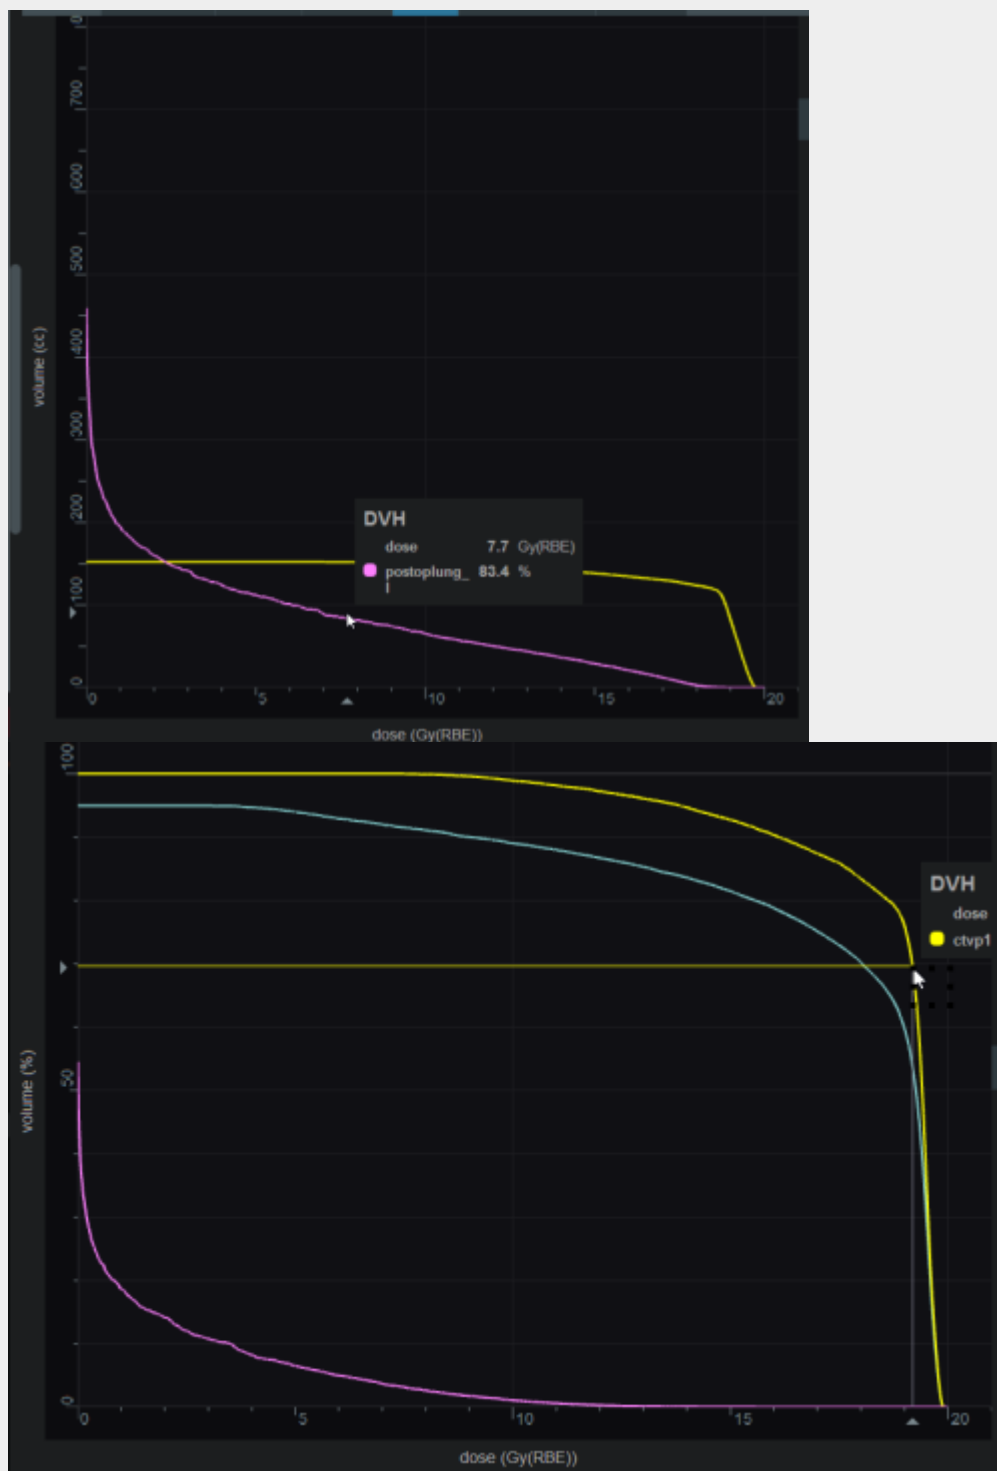 700
600
500
400
300
200
100
0
volume (cc)
DVH
dose 7.7 Gy(RBE)
postoplung_ 83.4 %
l
0 5 10 15 20
dose (Gy(RBE))
100
50
0
volume (%)
DVH
dose
ctvp1
0 5 10 15 20
dose (Gy(RBE))